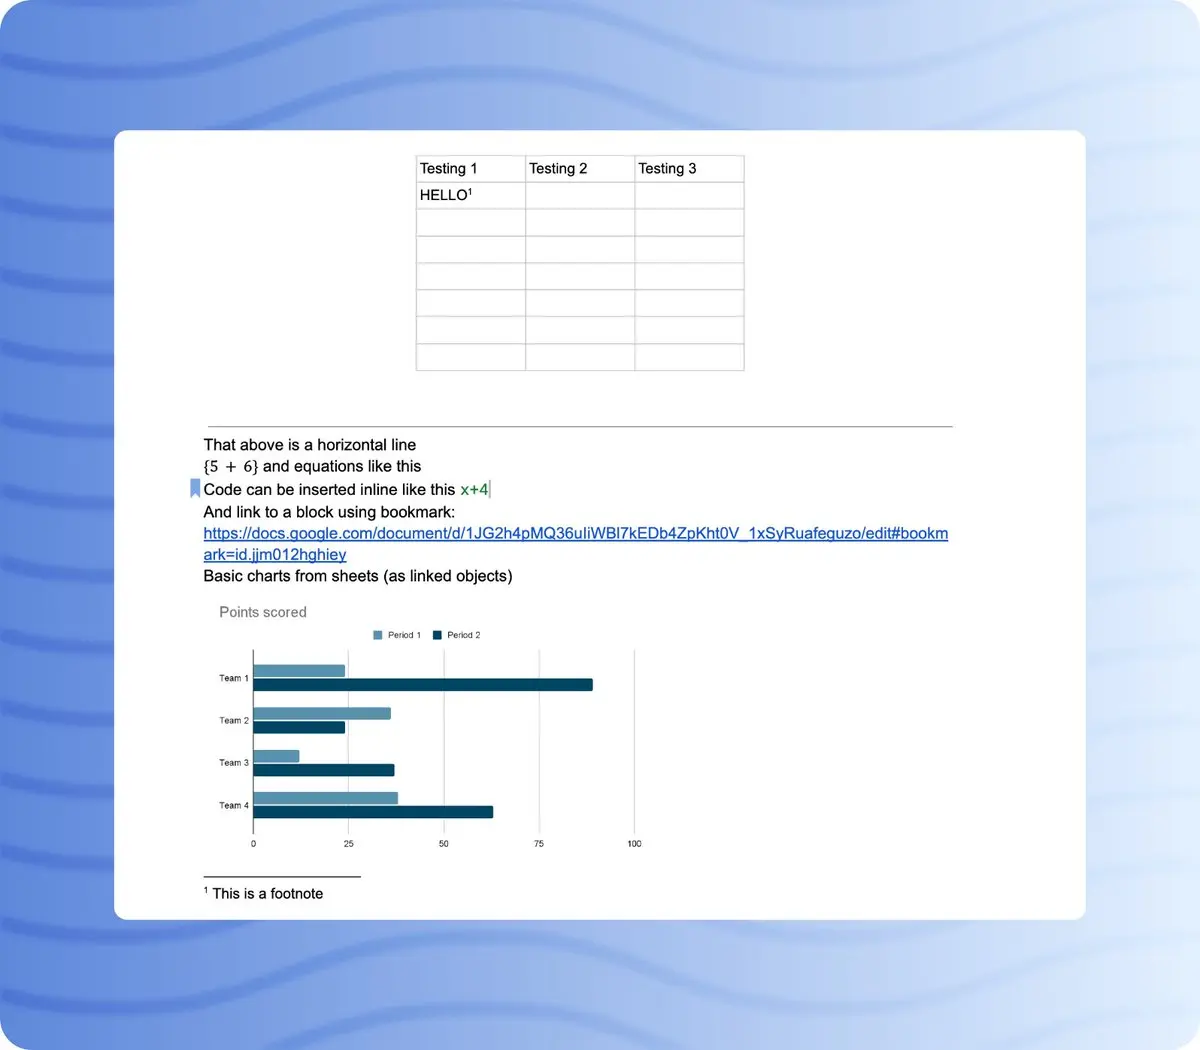 Testing 1 Testing 2 Testing 3
HELLO¹
That above is a horizontal line
{5 + 6} and equations like this
Code can be inserted inline like this x+4
And link to a block using bookmark:
https://docs.google.com/document/d/1JG2h4pMQ36uIiWBI7kEDb4ZpKht0V_1xSyRuafeguzo/edit#bookm
ark=id.jjm012hghiey
Basic charts from sheets (as linked objects)
Points scored
Period 1 Period 2
Team 1
Team 2
Team 3
Team 4
0 25 50 75 100
¹ This is a footnote